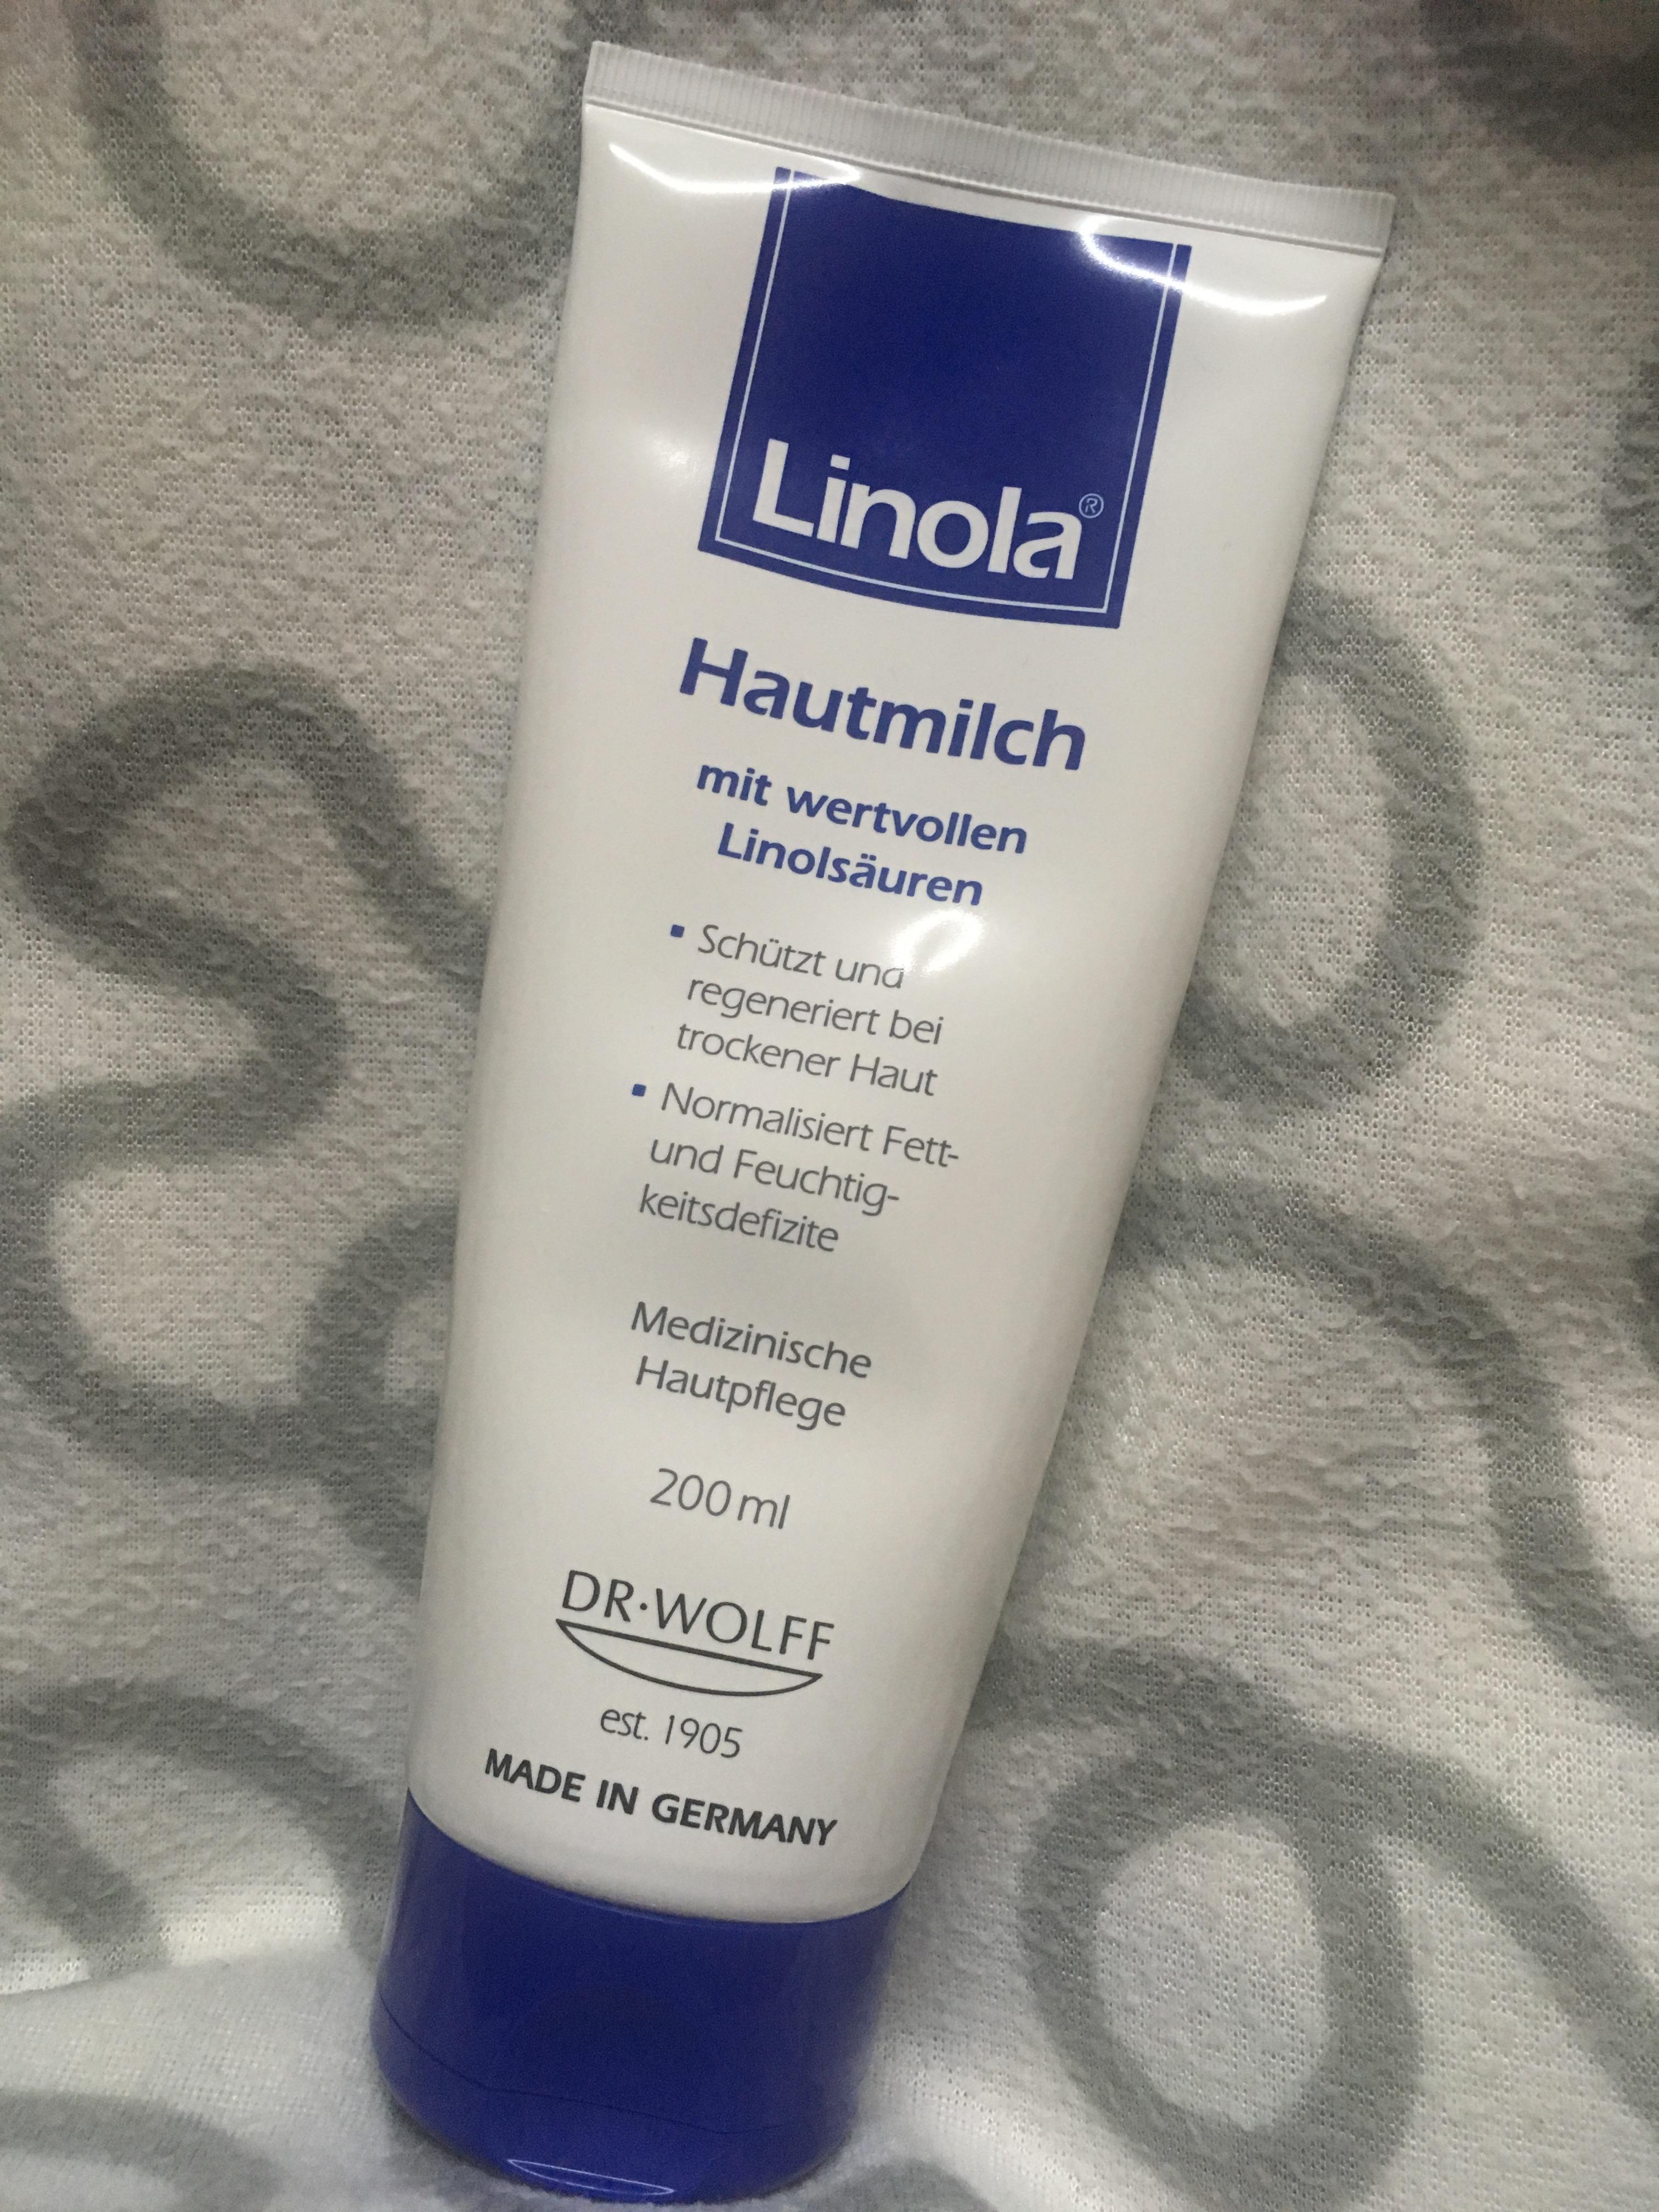 Linola®
Hautmilch
mit wertvollen
Linolsäuren
▪ Schützt und
regeneriert bei
trockener Haut
▪ Normalisiert Fett-
und Feuchtig-
keitsdefizite
Medizinische
Hautpflege
200 ml
DR·WOLFF
est. 1905
MADE IN GERMANY